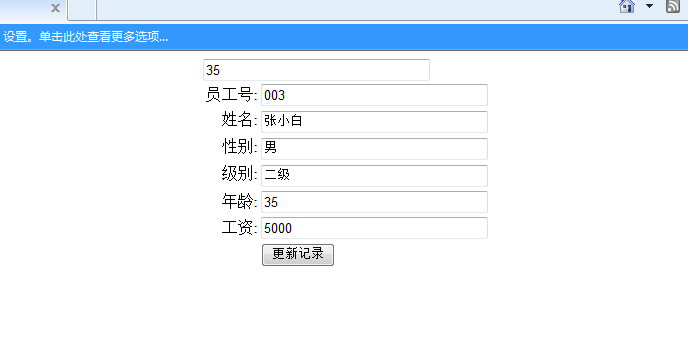 设置。单击此处查看更多选项...
35
员工号: 003
姓名: 张小白
性别: 男
级别: 二级
年龄: 35
工资: 5000
更新记录